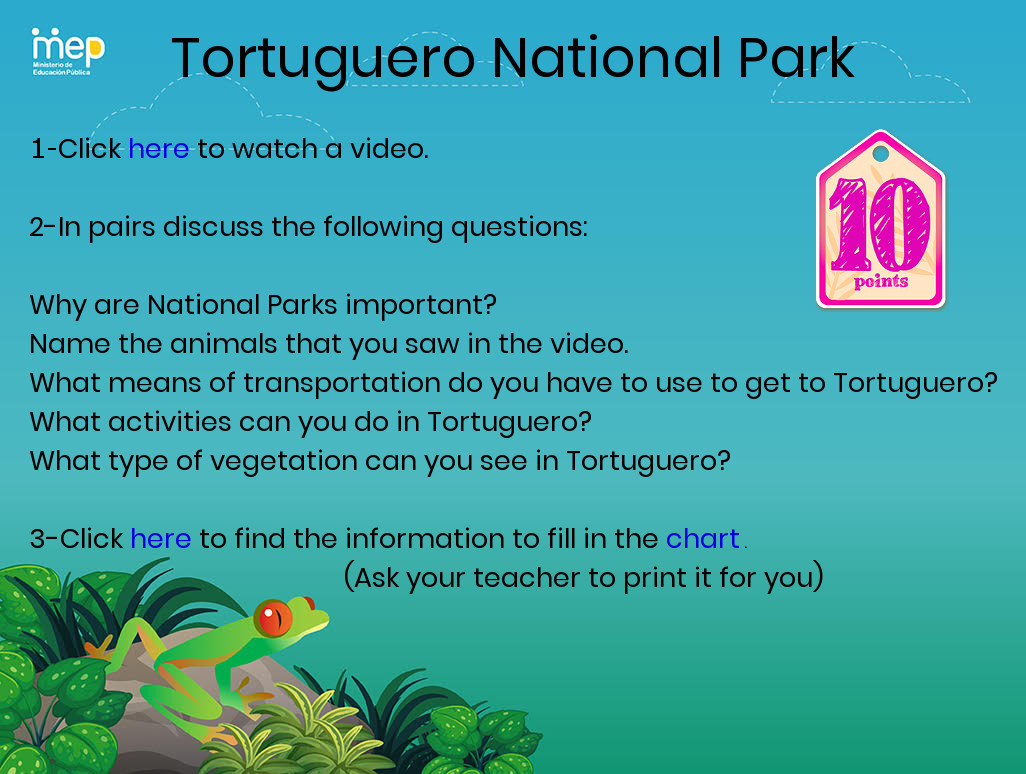 mep
Ministerio de
Educación Pública
Tortuguero National Park
1-Click here to watch a video.
10
points
2-In pairs discuss the following questions:
Why are National Parks important?
Name the animals that you saw in the video.
What means of transportation do you have to use to get to Tortuguero?
What activities can you do in Tortuguero?
What type of vegetation can you see in Tortuguero?
3-Click here to find the information to fill in the chart.
(Ask your teacher to print it for you)